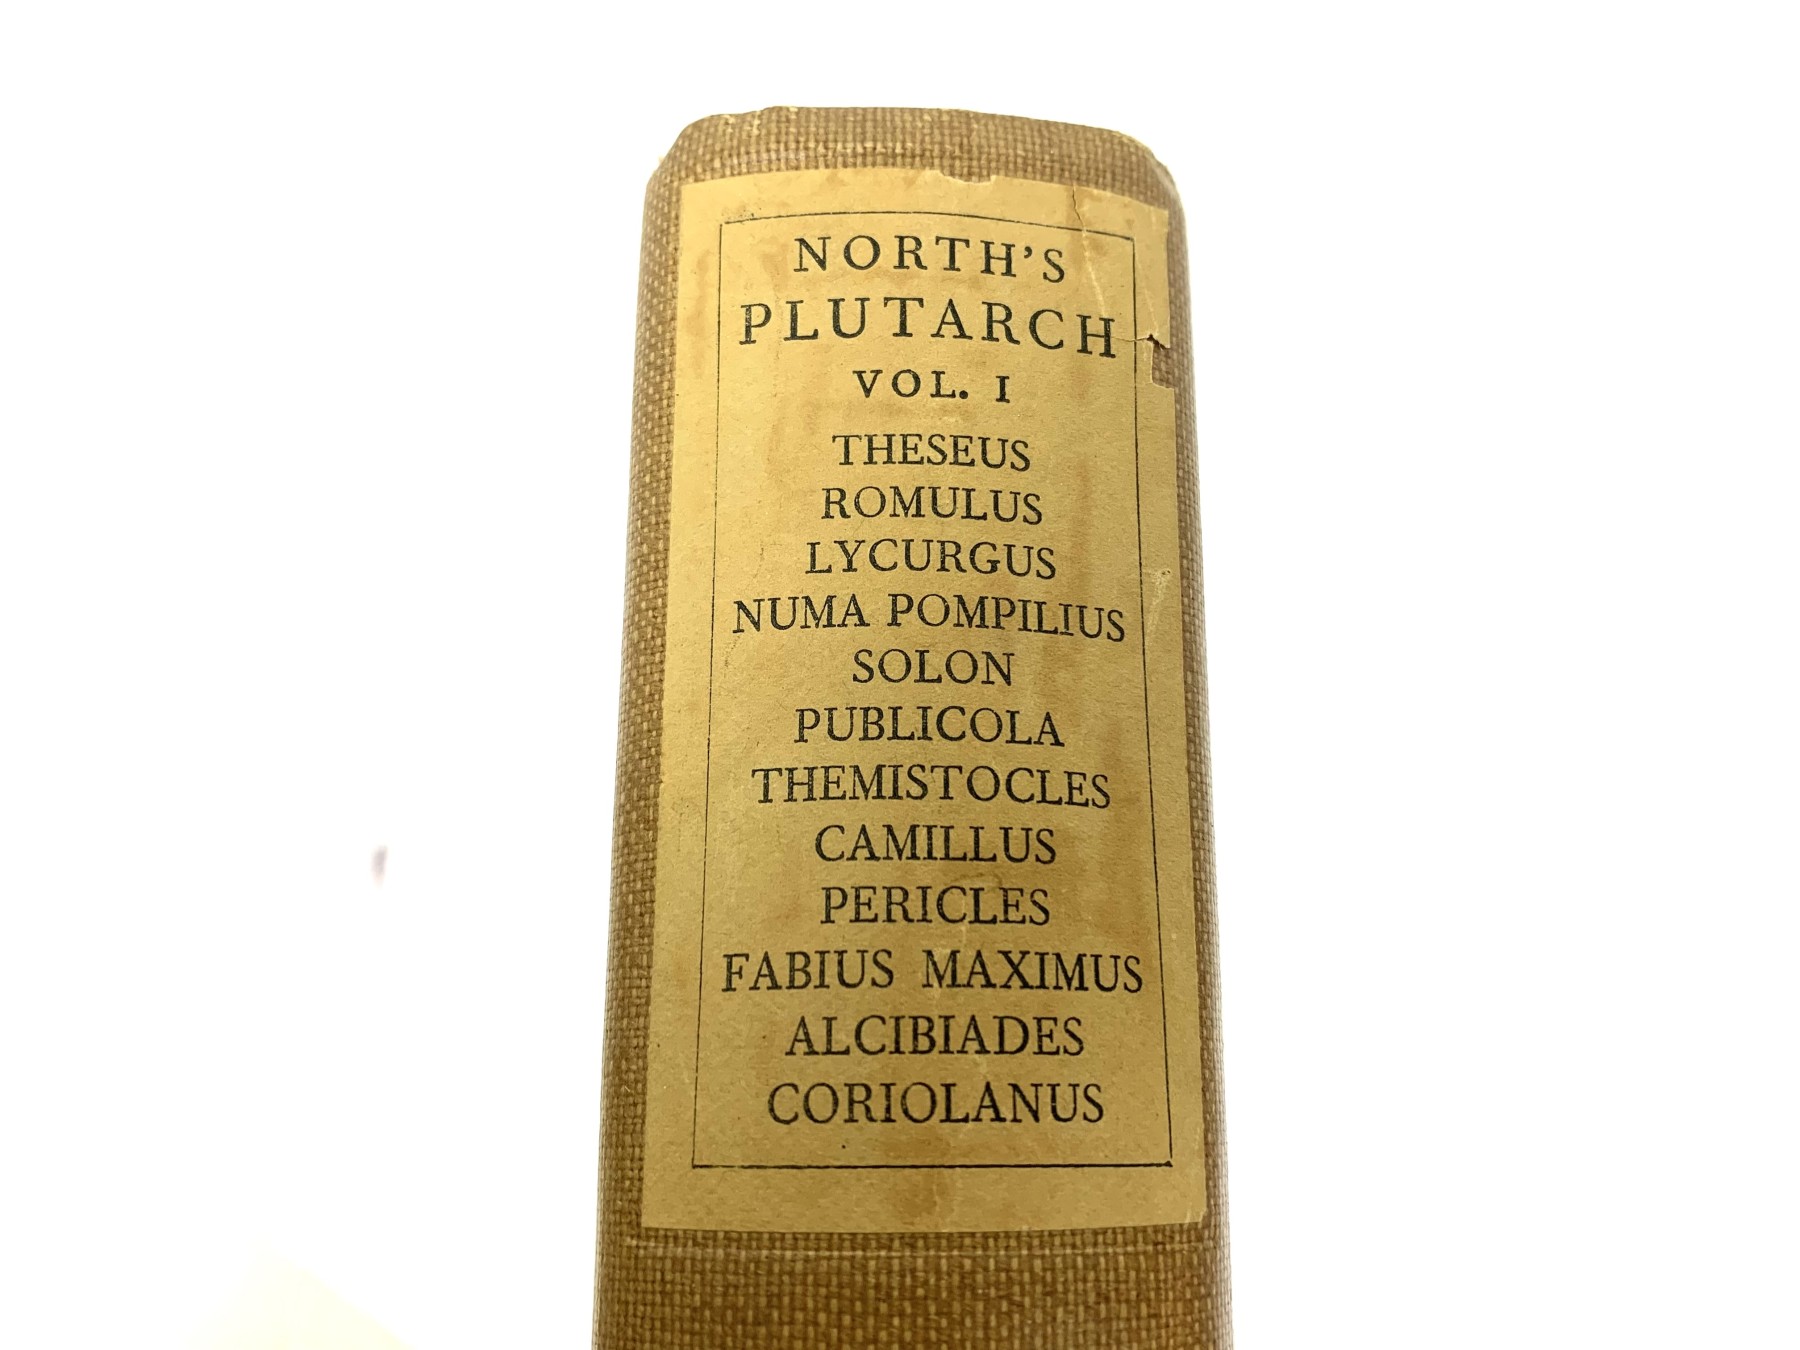 NORTH'S
PLUTARCH
VOL. I
THESEUS
ROMULUS
LYCURGUS
NUMA POMPILIUS
SOLON
PUBLICOLA
THEMISTOCLES
CAMILLUS
PERICLES
FABIUS MAXIMUS
ALCIBIADES
CORIOLANUS